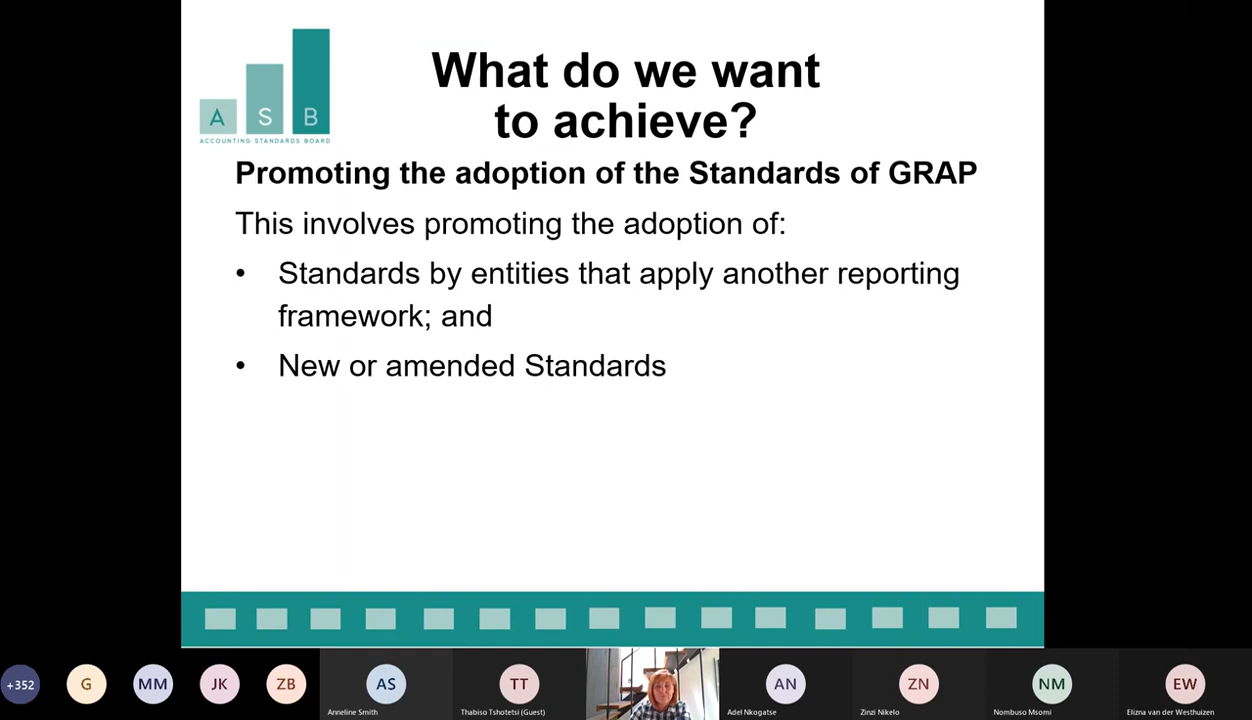 What do we want
to achieve?
A S B
ACCOUNTING STANDARDS BOARD
Promoting the adoption of the Standards of GRAP
This involves promoting the adoption of:
• Standards by entities that apply another reporting
framework; and
• New or amended Standards
+352
G
MM
JK
ZB
AS
Anneline Smith
TT
Thabiso Tshotetsi (Guest)
AN
Adel Nkogatse
ZN
Zinzi Nikelo
NM
Nombuso Msomi
EW
Elizna van der Westhuizen